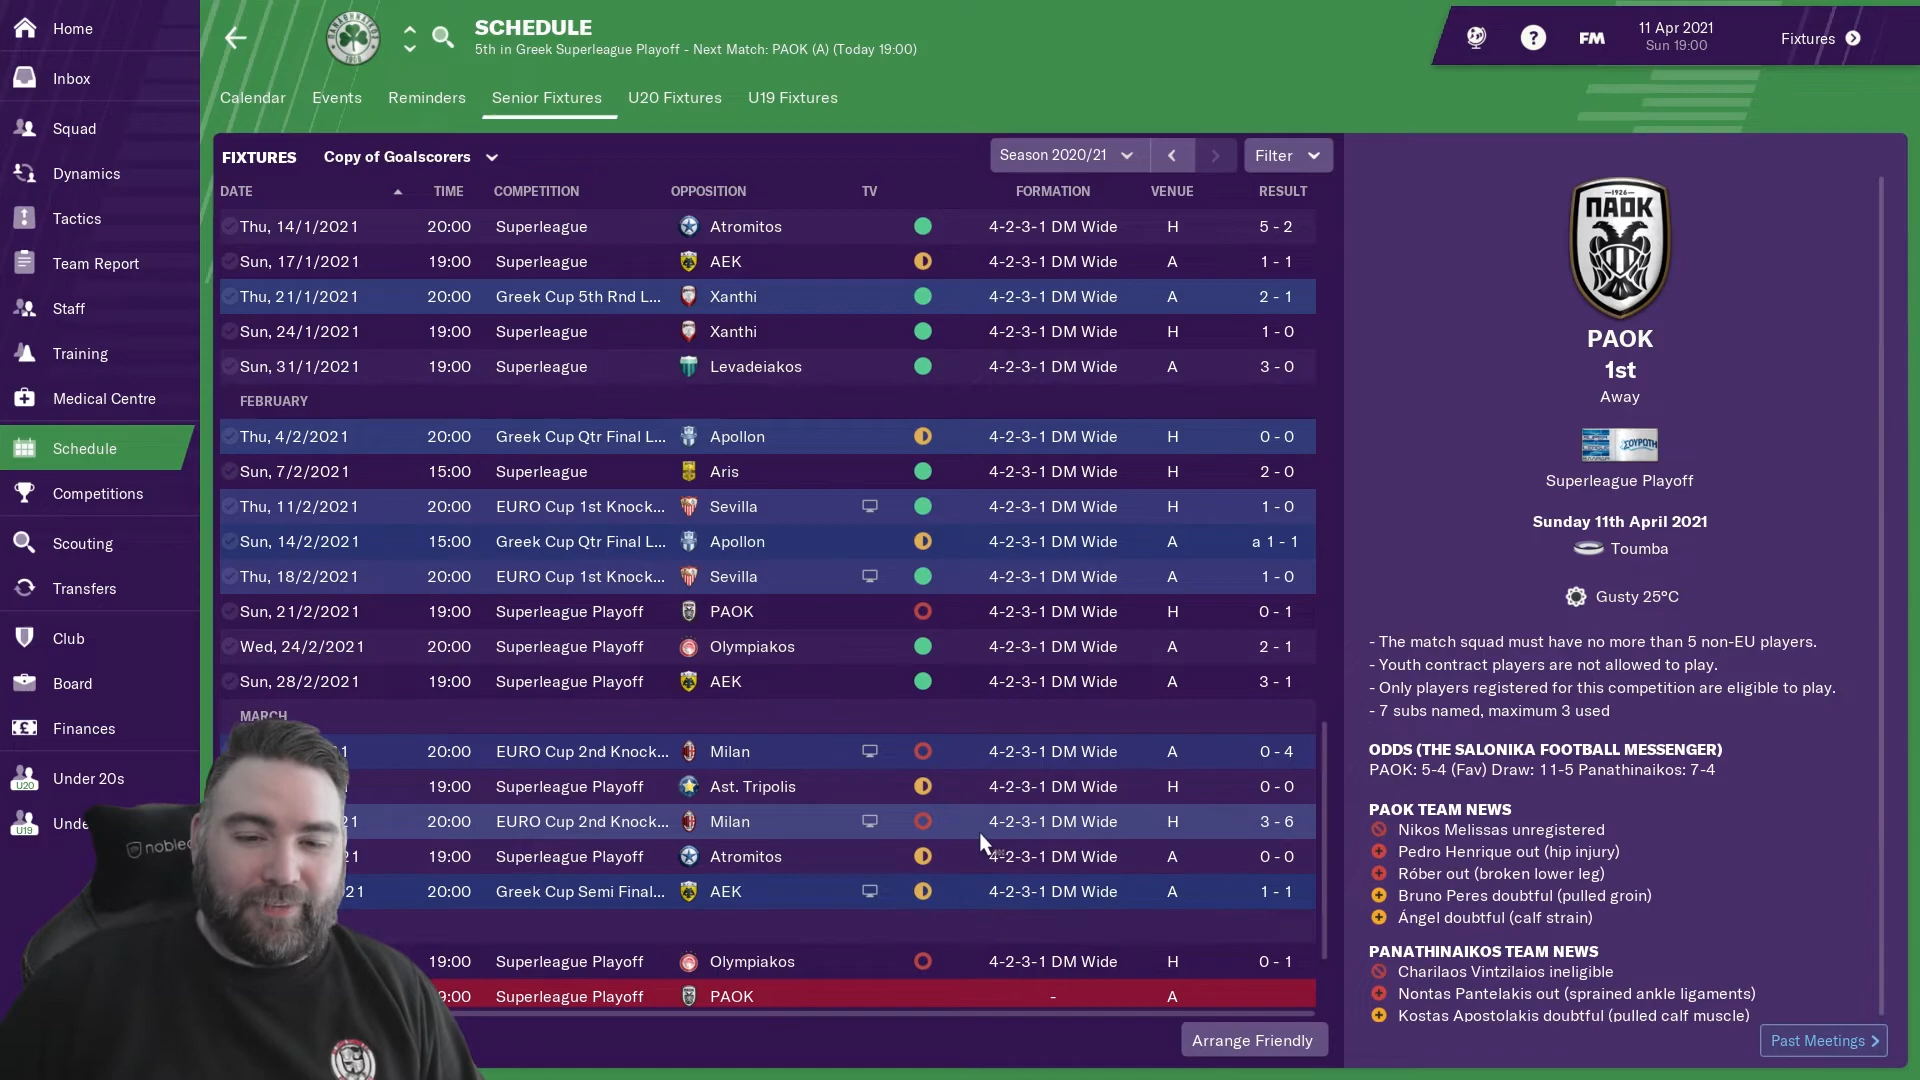 Home
Inbox
Squad
Dynamics
Tactics
Team Report
Staff
Training
Medical Centre
Schedule
Competitions
Scouting
Transfers
Club
Board
Finances
U20 Under 20s
U19
SCHEDULE
5th in Greek Superleague Playoff - Next Match: PAOK (A) (Today 19:00)
? FM 11 Apr 2021 Fixtures
Sun 19:00
Calendar Events Reminders Senior Fixtures U20 Fixtures U19 Fixtures
FIXTURES Copy of Goalscorers Season 2020/21 Filter
DATE TIME COMPETITION OPPOSITION TV FORMATION VENUE RESULT
Thu, 14/1/2021 20:00 Superleague Atromitos 4-2-3-1 DM Wide H 5 - 2
Sun, 17/1/2021 19:00 Superleague AEK 4-2-3-1 DM Wide A 1 - 1
Thu, 21/1/2021 20:00 Greek Cup 5th Rnd L... Xanthi 4-2-3-1 DM Wide A 2 - 1
Sun, 24/1/2021 19:00 Superleague Xanthi 4-2-3-1 DM Wide H 1 - 0
Sun, 31/1/2021 19:00 Superleague Levadeiakos 4-2-3-1 DM Wide A 3 - 0
FEBRUARY
Thu, 4/2/2021 20:00 Greek Cup Qtr Final L... Apollon 4-2-3-1 DM Wide H 0 - 0
Sun, 7/2/2021 15:00 Superleague Aris 4-2-3-1 DM Wide H 2 - 0
Thu, 11/2/2021 20:00 EURO Cup 1st Knock... Sevilla 4-2-3-1 DM Wide H 1 - 0
Sun, 14/2/2021 15:00 Greek Cup Qtr Final L... Apollon 4-2-3-1 DM Wide A a 1 - 1
Thu, 18/2/2021 20:00 EURO Cup 1st Knock... Sevilla 4-2-3-1 DM Wide A 1 - 0
Sun, 21/2/2021 19:00 Superleague Playoff PAOK 4-2-3-1 DM Wide H 0 - 1
Wed, 24/2/2021 20:00 Superleague Playoff Olympiakos 4-2-3-1 DM Wide A 2 - 1
Sun, 28/2/2021 19:00 Superleague Playoff AEK 4-2-3-1 DM Wide A 3 - 1
MARCH
1 20:00 EURO Cup 2nd Knock... Milan 4-2-3-1 DM Wide A 0 - 4
19:00 Superleague Playoff Ast. Tripolis 4-2-3-1 DM Wide H 0 - 0
21 20:00 EURO Cup 2nd Knock... Milan 4-2-3-1 DM Wide H 3 - 6
21 19:00 Superleague Playoff Atromitos 4-2-3-1 DM Wide A 0 - 0
21 20:00 Greek Cup Semi Final... AEK 4-2-3-1 DM Wide A 1 - 1
19:00 Superleague Playoff Olympiakos 4-2-3-1 DM Wide H 0 - 1
9:00 Superleague Playoff PAOK - A
Arrange Friendly
1926
ΠΑΟΚ
PAOK
1st
Away
ΣΟΥΡΩΤΗ
Superleague Playoff
Sunday 11th April 2021
Toumba
Gusty 25°C
- The match squad must have no more than 5 non-EU players.
- Youth contract players are not allowed to play.
- Only players registered for this competition are eligible to play.
- 7 subs named, maximum 3 used
ODDS (THE SALONIKA FOOTBALL MESSENGER)
PAOK: 5-4 (Fav) Draw: 11-5 Panathinaikos: 7-4
PAOK TEAM NEWS
Nikos Melissas unregistered
Pedro Henrique out (hip injury)
Róber out (broken lower leg)
Bruno Peres doubtful (pulled groin)
Ángel doubtful (calf strain)
PANATHINAIKOS TEAM NEWS
Charilaos Vintzilaios ineligible
Nontas Pantelakis out (sprained ankle ligaments)
Kostas Apostolakis doubtful (pulled calf muscle)
Past Meetings